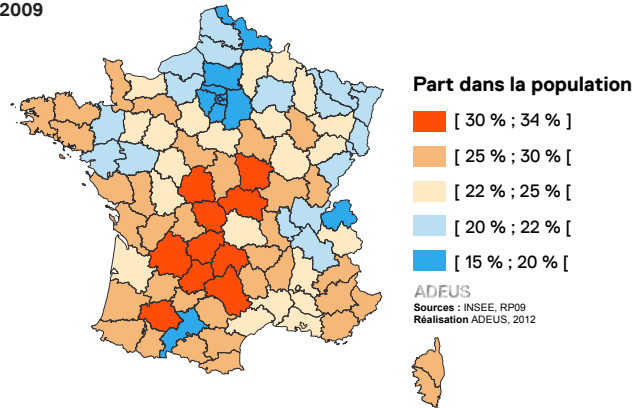 2009
Part dans la population
[ 30 % ; 34 % ]
[ 25 % ; 30 % [
[ 22 % ; 25 % [
[ 20 % ; 22 % [
[ 15 % ; 20 % [
ADEUS
Sources : INSEE, RP09
Réalisation ADEUS, 2012